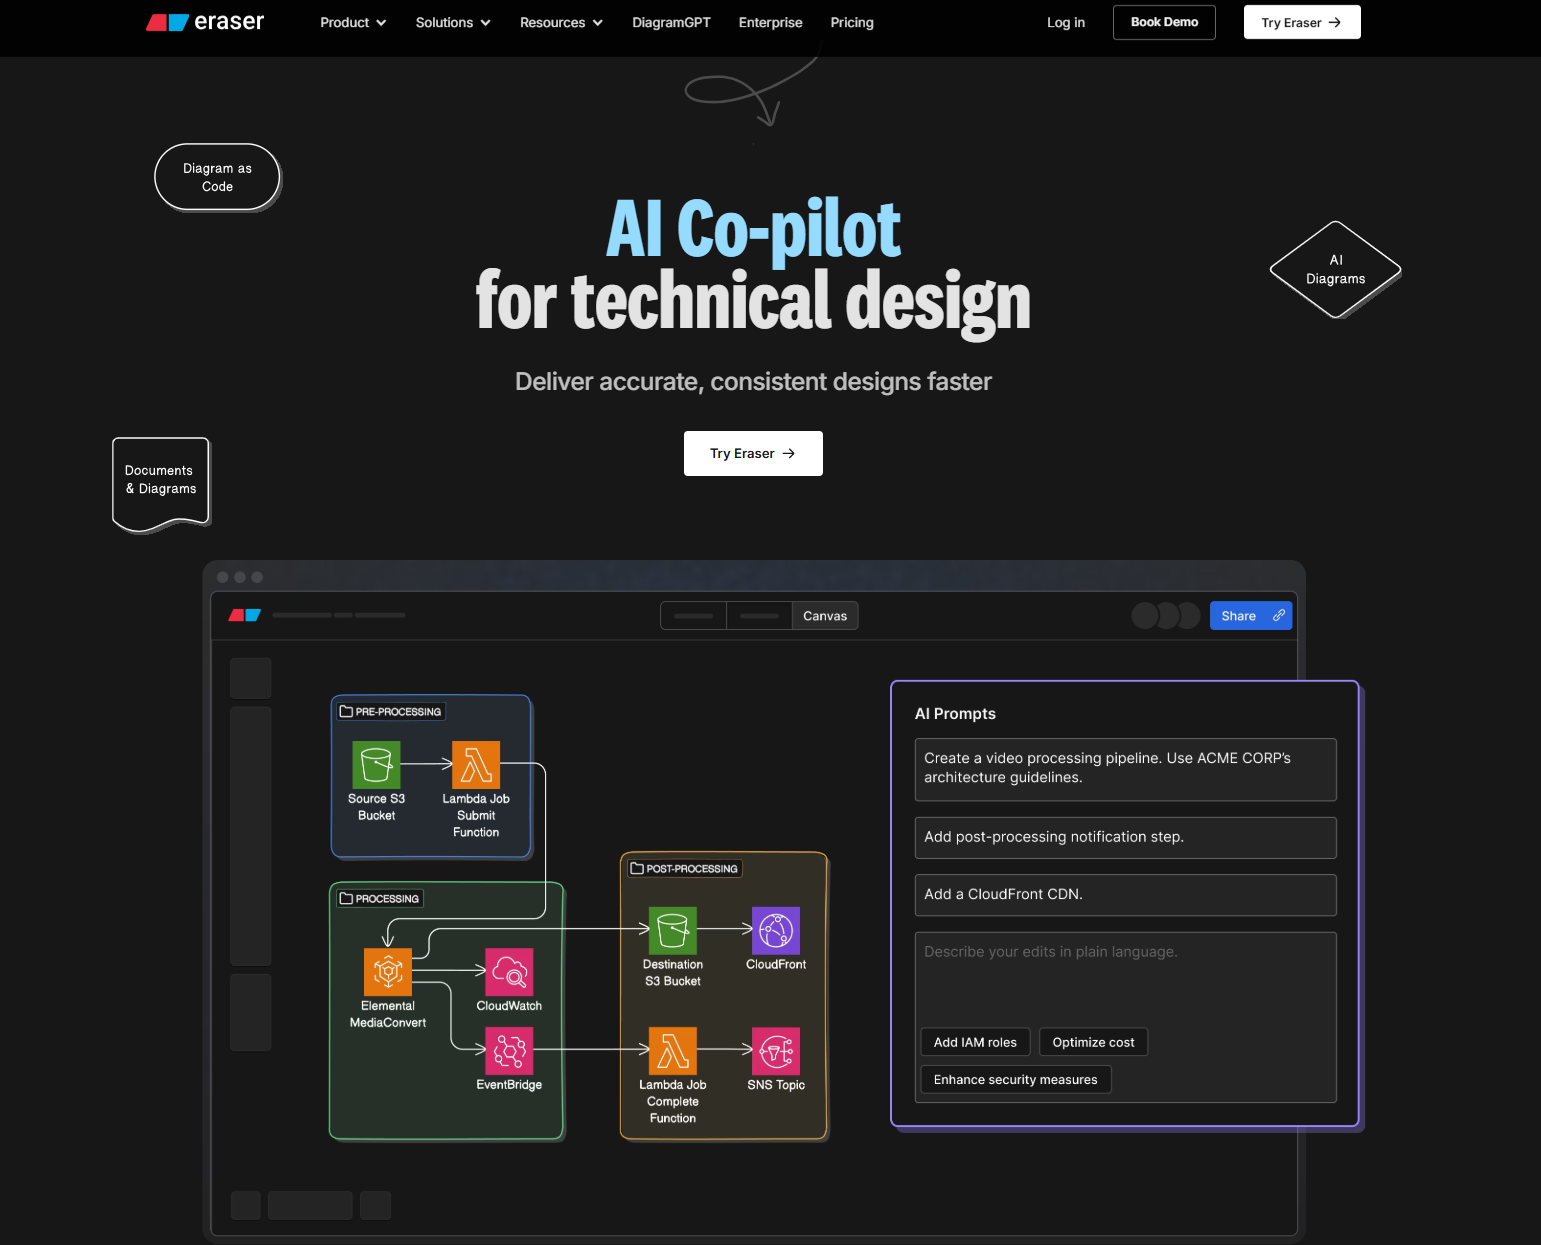 eraser
Product
Solutions
Resources
DiagramGPT
Enterprise
Pricing
Log in
Book Demo
Try Eraser
Diagram as
Code
AI Co-pilot
for technical design
AI
Diagrams
Deliver accurate, consistent designs faster
Try Eraser
Documents
& Diagrams
Canvas
Share
PRE-PROCESSING
Source S3
Bucket
Lambda Job
Submit
Function
PROCESSING
Elemental
MediaConvert
CloudWatch
EventBridge
POST-PROCESSING
Destination
S3 Bucket
CloudFront
Lambda Job
Complete
Function
SNS Topic
AI Prompts
Create a video processing pipeline. Use ACME CORP's
architecture guidelines.
Add post-processing notification step.
Add a CloudFront CDN.
Describe your edits in plain language.
Add IAM roles
Optimize cost
Enhance security measures